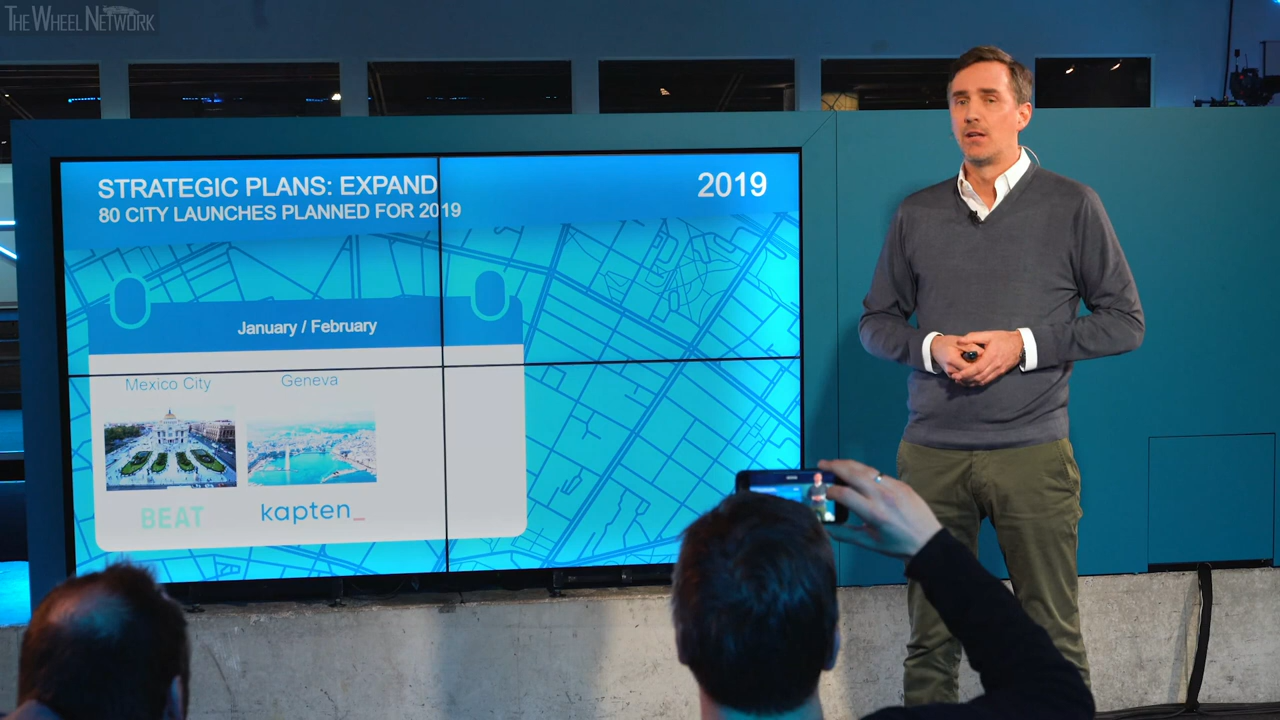 THE WHEEL NETWORK
STRATEGIC PLANS: EXPAND
2019
80 CITY LAUNCHES PLANNED FOR 2019
January / February
Mexico City
Geneva
BEAT
kapten_